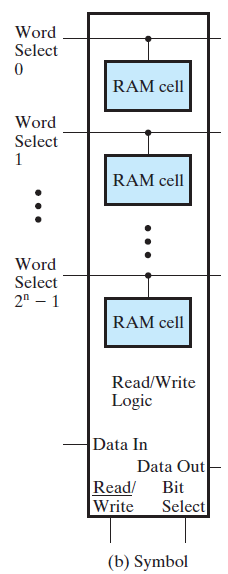 Word
Select
0
RAM cell
Word
Select
1
RAM cell
Word
Select
2ⁿ – 1
RAM cell
Read/Write
Logic
Data In
Data Out
Read/ Bit
Write Select
(b) Symbol